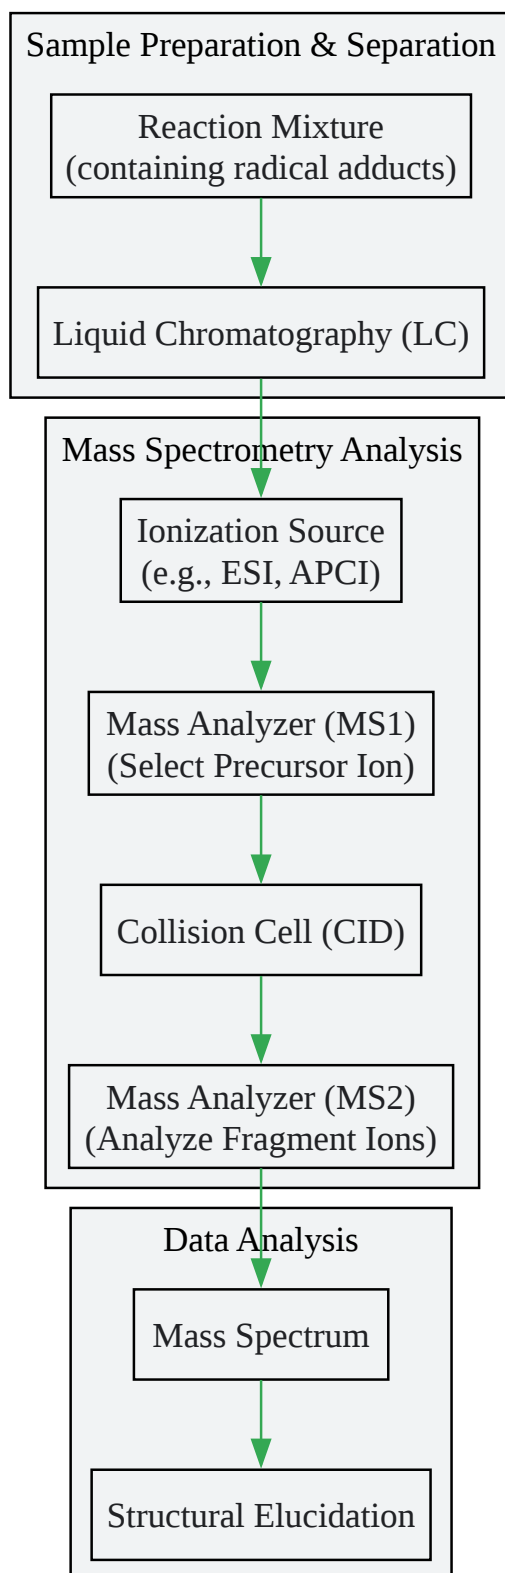 Sample Preparation & Separation
Reaction Mixture
(containing radical adducts)
Liquid Chromatography (LC)
Mass Spectrometry Analysis
Ionization Source
(e.g., ESI, APCI)
Mass Analyzer (MS1)
(Select Precursor Ion)
Collision Cell (CID)
Mass Analyzer (MS2)
(Analyze Fragment Ions)
Data Analysis
Mass Spectrum
Structural Elucidation